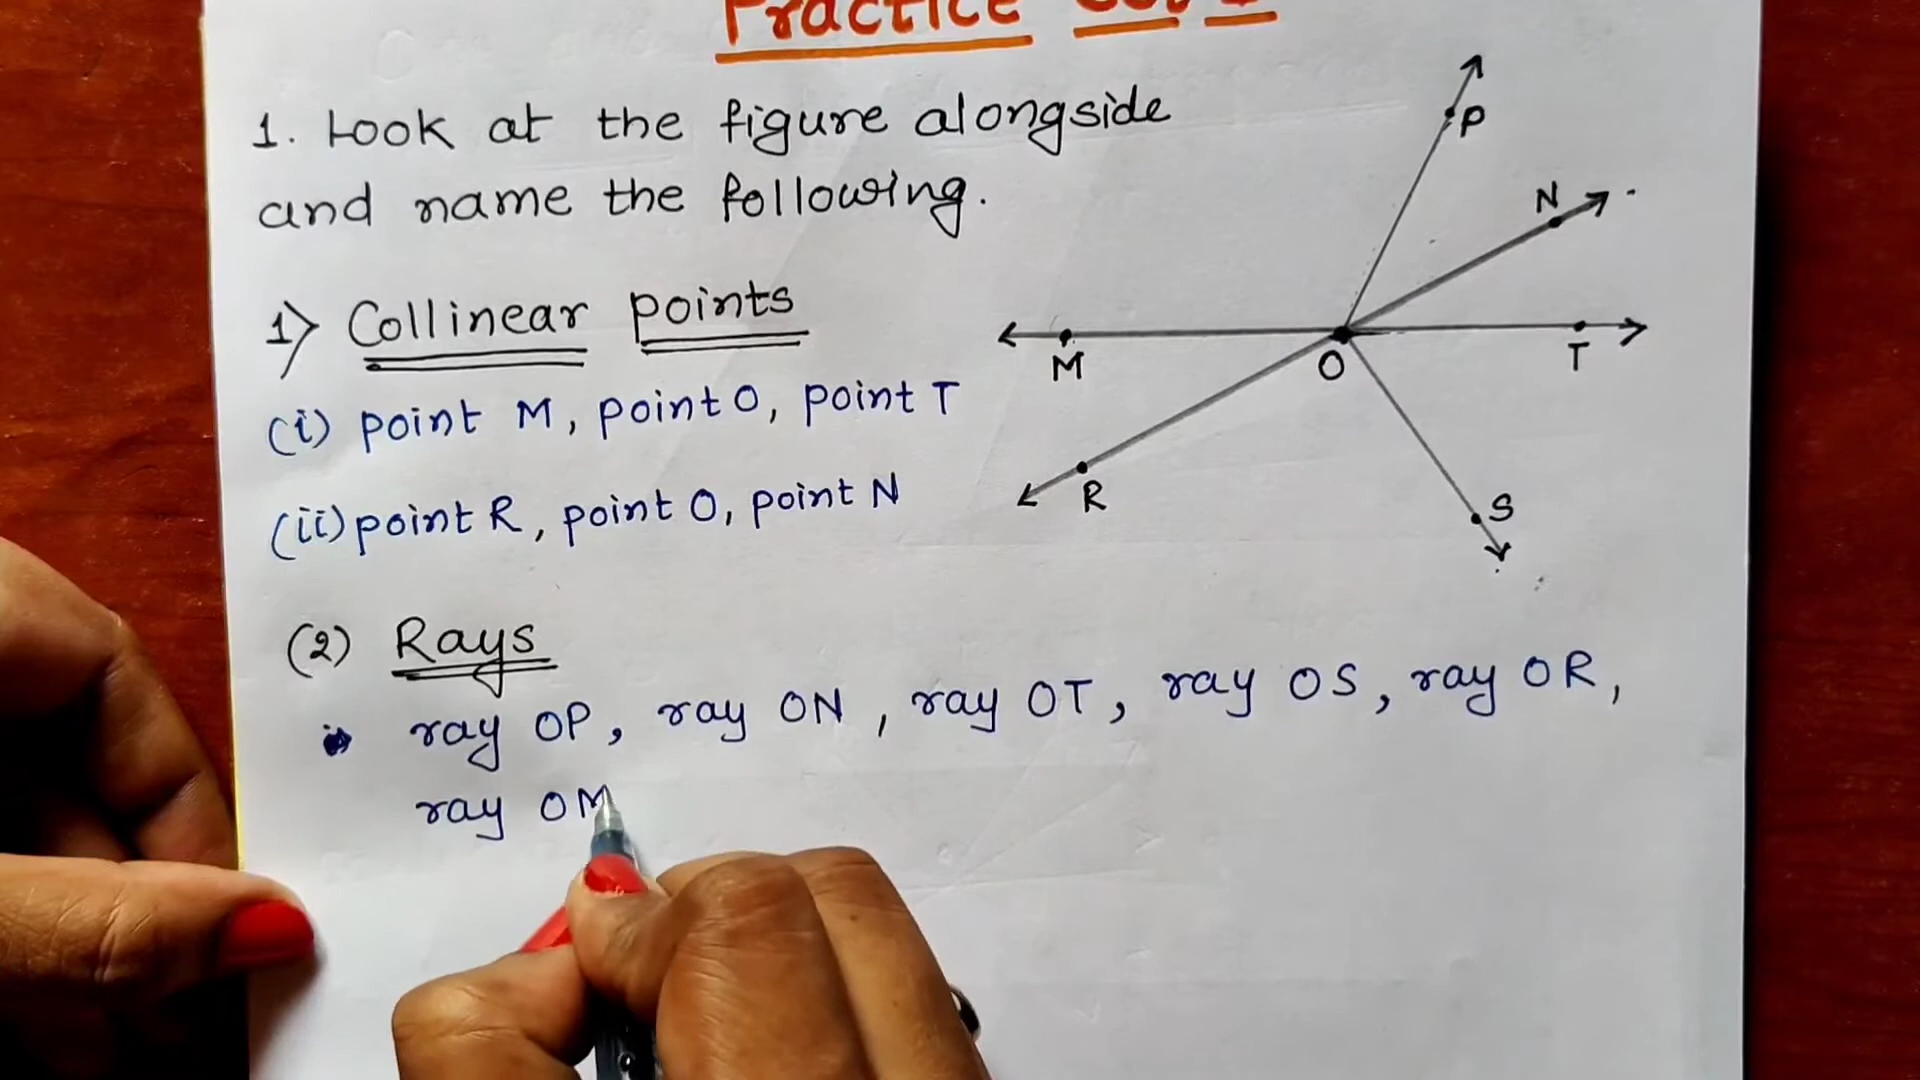 Practice
1. Look at the figure alongside
and name the following.
1) Collinear points
(i) point M, point O, point T
(ii) point R, point O, point N
(2) Rays
ray OP, ray ON, ray OT, ray OS, ray OR,
ray OM
P
N
M
O
T
R
S